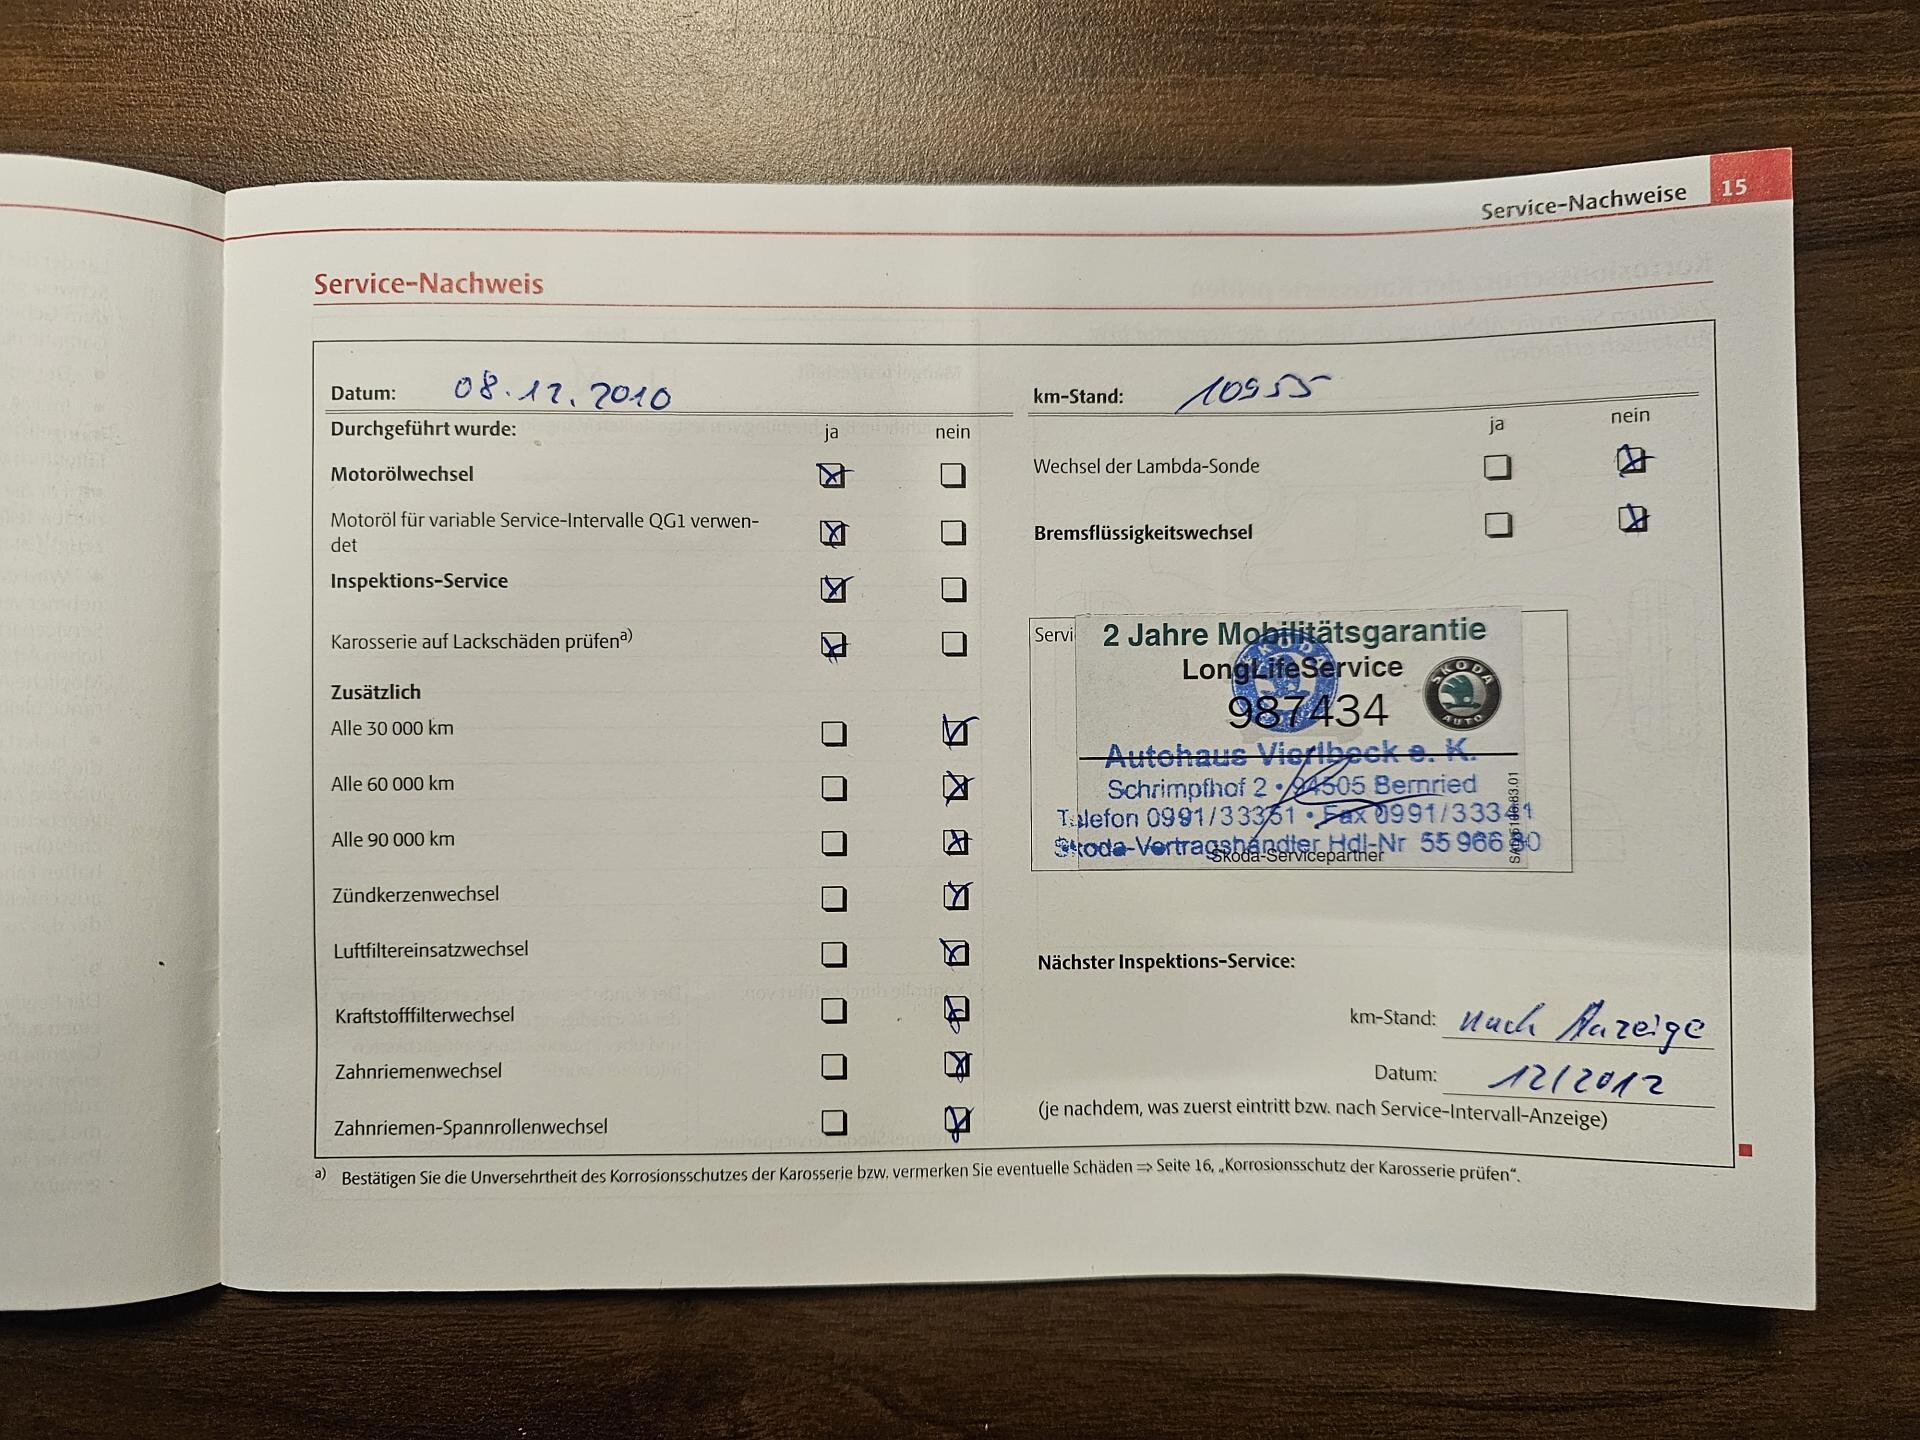 Service-Nachweise 15
Service-Nachweis
Datum: 08.12.2010
km-Stand: 10955
Durchgeführt wurde: ja nein
Motorölwechsel
Motoröl für variable Service-Intervalle QG1 verwen-
det
Inspektions-Service
Karosserie auf Lackschäden prüfen a)
Zusätzlich
Alle 30 000 km
Alle 60 000 km
Alle 90 000 km
Zündkerzenwechsel
Luftfiltereinsatzwechsel
Kraftstofffilterwechsel
Zahnriemenwechsel
Zahnriemen-Spannrollenwechsel
ja nein
Wechsel der Lambda-Sonde
Bremsflüssigkeitswechsel
Servi
2 Jahre Mobilitätsgarantie
LongLifeService
SKODA
AUTO
987434
Autohaus Vierlbeck e. K.
Schrimpfhof 2 • 94505 Bernried
Telefon 0991/33351 • Fax 0991/
Skoda-Vertragshändler Hdl-Nr
Skoda-Servicepartner
Nächster Inspektions-Service:
km-Stand: nach Anzeige
Datum: 12/2012
(je nachdem, was zuerst eintritt bzw. nach Service-Intervall-Anzeige)
a) Bestätigen Sie die Unversehrtheit des Korrosionsschutzes der Karosserie bzw. vermerken Sie eventuelle Schäden ⇒ Seite 16, „Korrosionsschutz der Karosserie prüfen“.